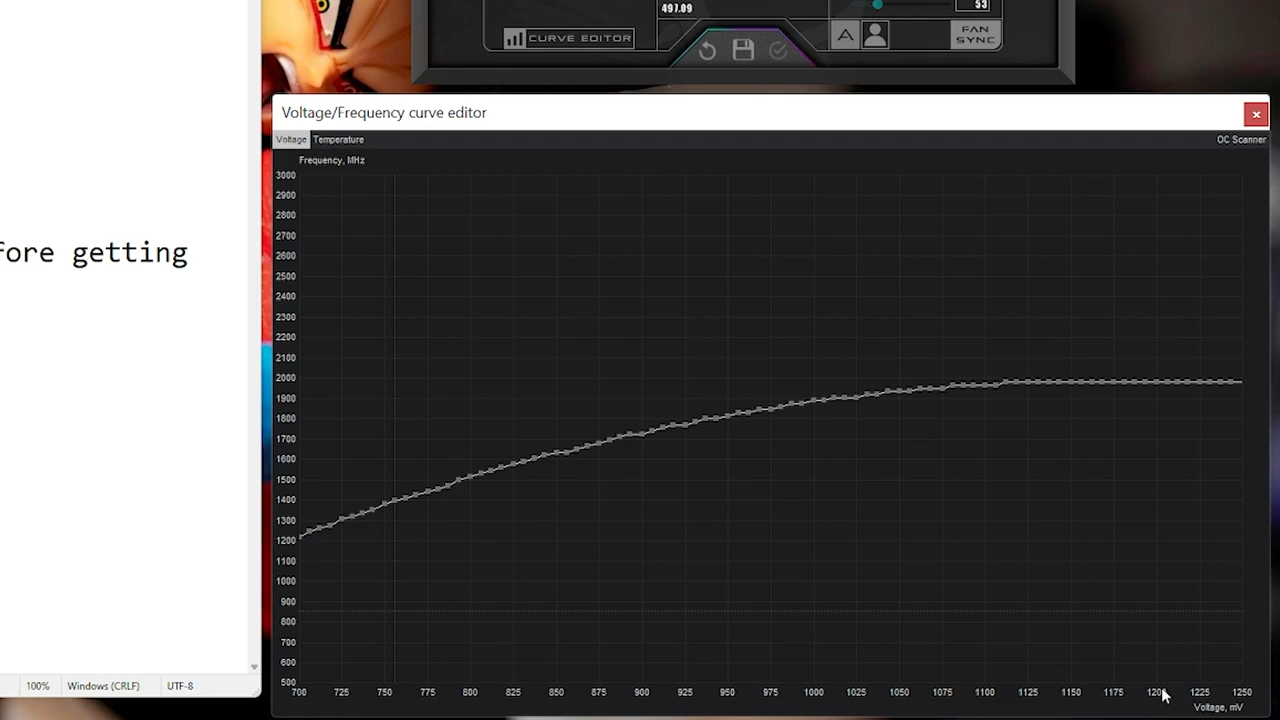 497.09
53
CURVE EDITOR
A
FAN
SYNC
Voltage/Frequency curve editor
Voltage Temperature
OC Scanner
Frequency, MHz
3000
2900
2800
2700
2600
2500
2400
2300
2200
2100
2000
1900
1800
1700
1600
1500
1400
1300
1200
1100
1000
900
800
700
600
500
700 725 750 775 800 825 850 875 900 925 950 975 1000 1025 1050 1075 1100 1125 1150 1175 1200 1225 1250
Voltage, mV
fore getting
100% Windows (CRLF) UTF-8